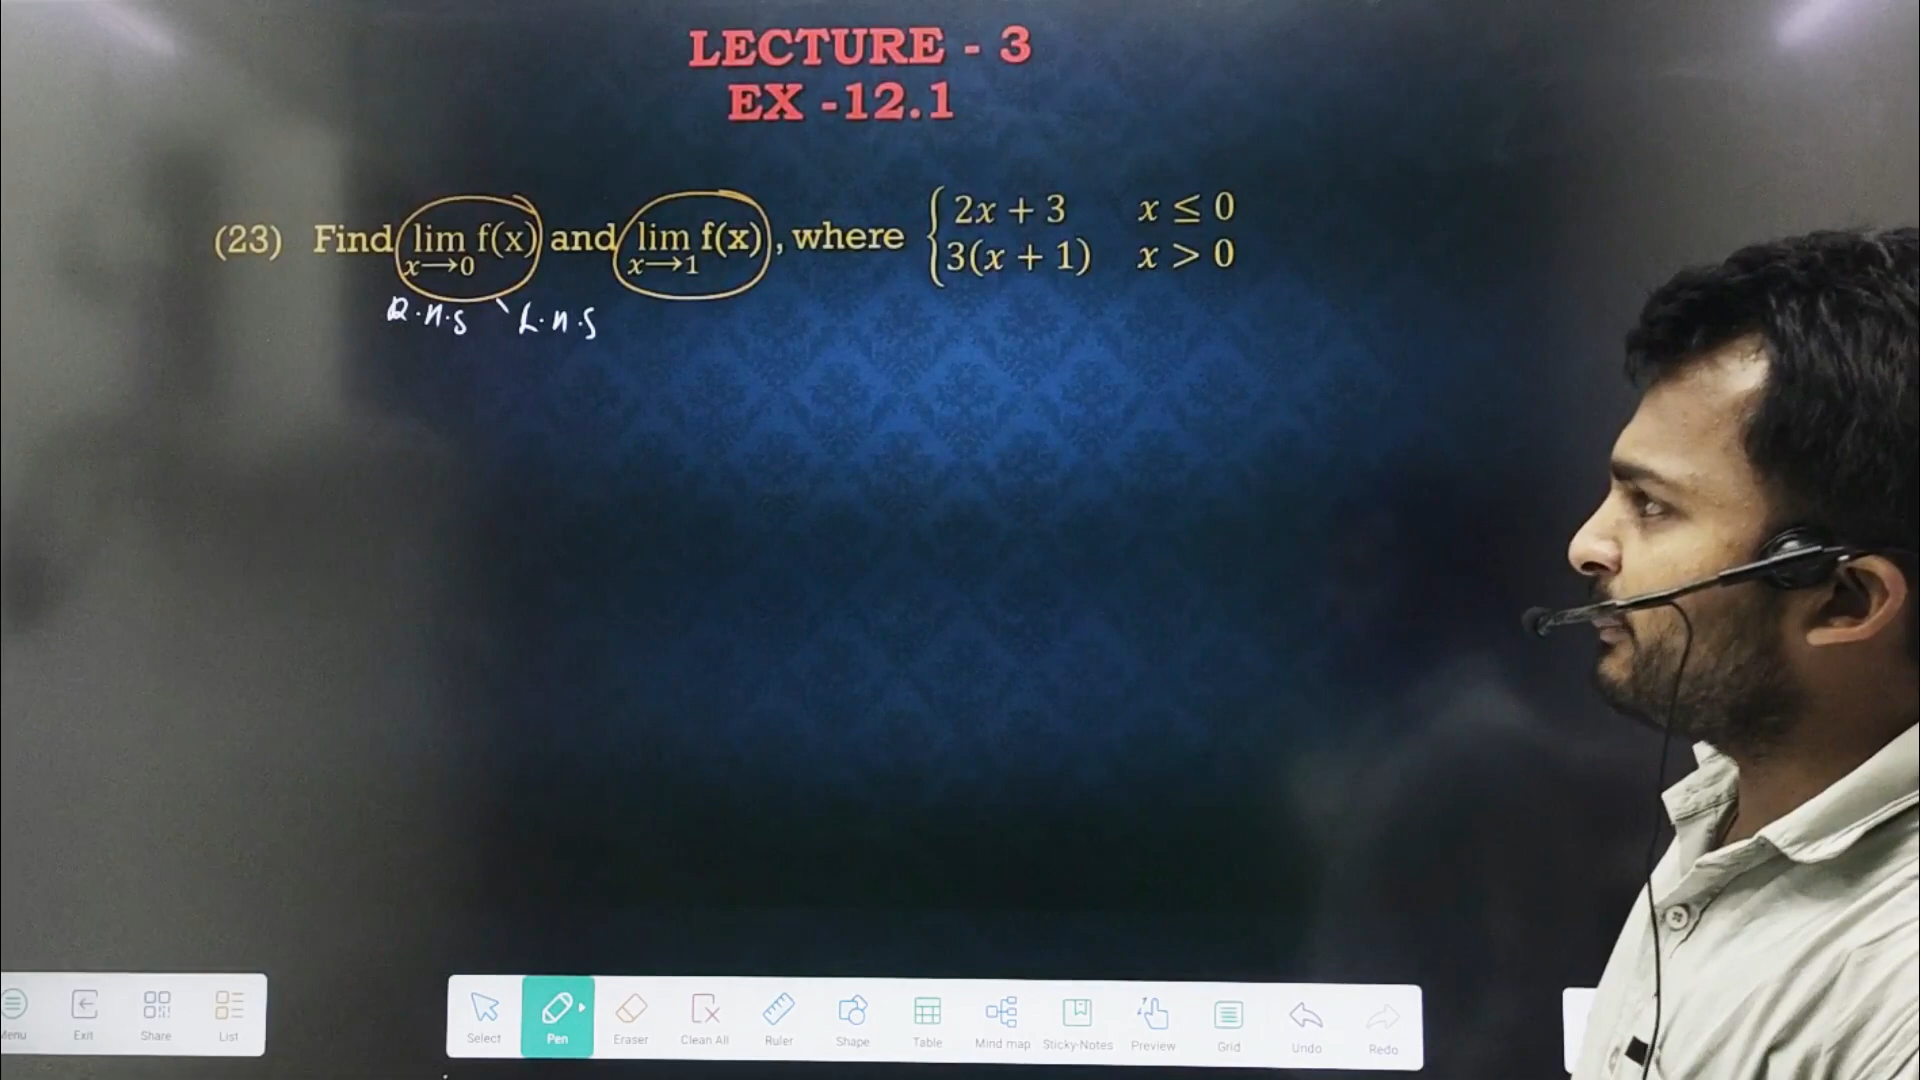 LECTURE - 3
EX -12.1
(23) Find lim x→0 f(x) and lim x→1 f(x), where { 2x + 3 x ≤ 0
3(x + 1) x > 0
R.H.S L.H.S
Menu Exit Share List Select Pen Eraser Clean All Ruler Shape Table Mind map Sticky-Notes Preview Grid Undo Redo